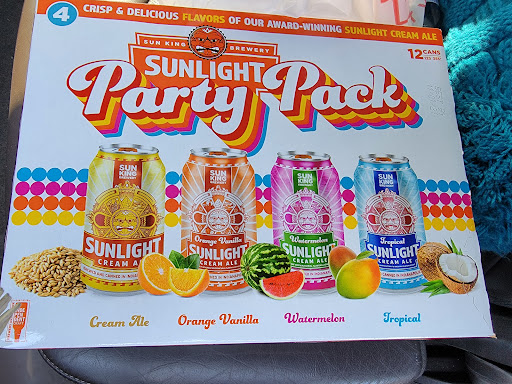 4 CRISP & DELICIOUS FLAVORS OF OUR AWARD-WINNING SUNLIGHT CREAM ALE
SUN KING BREWERY
12 CANS
SUNLIGHT
Party Pack
SUN KING
SUNLIGHT
CREAM ALE
SUN KING
Orange Vanilla
SUNLIGHT
CREAM ALE
SUN KING
Watermelon
SUNLIGHT
CREAM ALE
SUN KING
Tropical
SUNLIGHT
CREAM ALE
Cream Ale
Orange Vanilla
Watermelon
Tropical